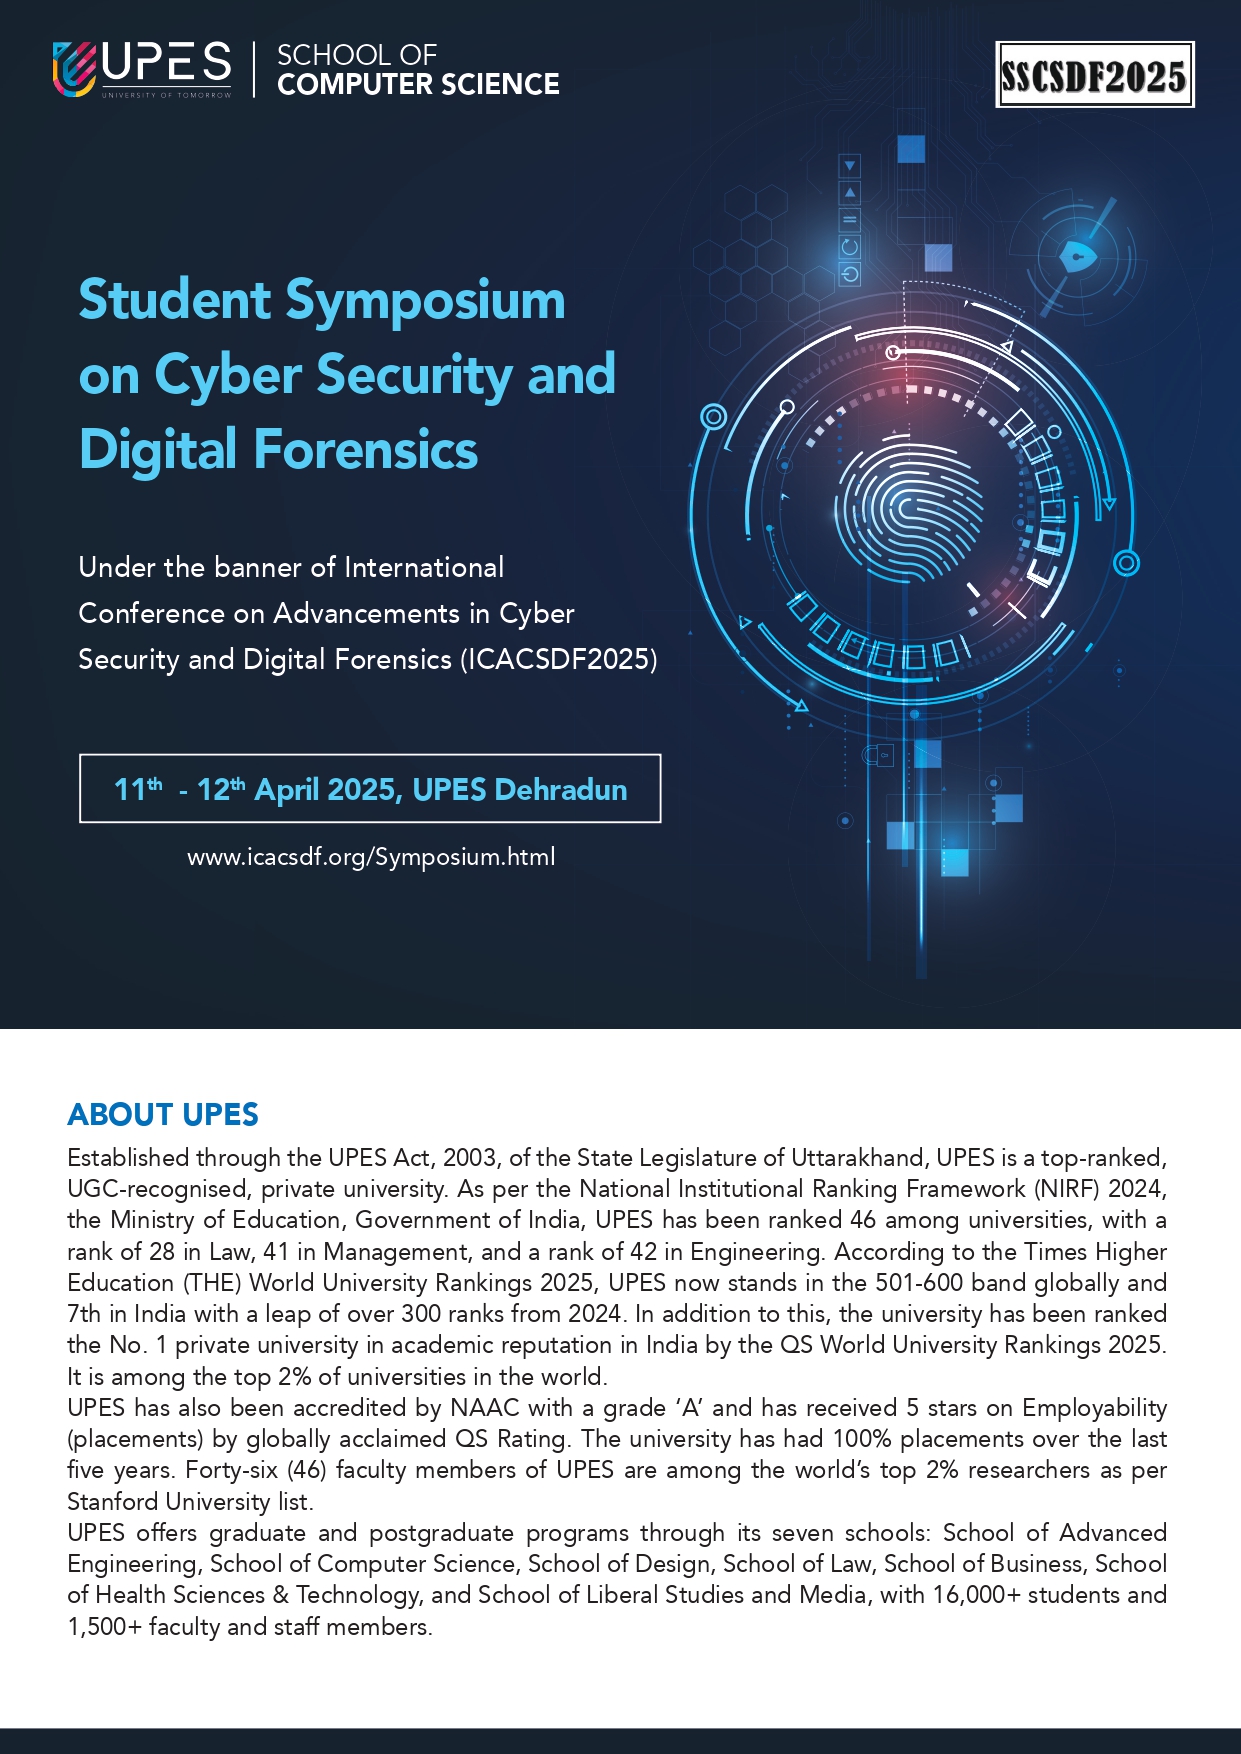 UPES
UNIVERSITY OF TOMORROW
SCHOOL OF
COMPUTER SCIENCE
SSCSDF2025
Student Symposium
on Cyber Security and
Digital Forensics
Under the banner of International
Conference on Advancements in Cyber
Security and Digital Forensics (ICACSDF2025)
11th - 12th April 2025, UPES Dehradun
www.icacsdf.org/Symposium.html
ABOUT UPES
Established through the UPES Act, 2003, of the State Legislature of Uttarakhand, UPES is a top-ranked,
UGC-recognised, private university. As per the National Institutional Ranking Framework (NIRF) 2024,
the Ministry of Education, Government of India, UPES has been ranked 46 among universities, with a
rank of 28 in Law, 41 in Management, and a rank of 42 in Engineering. According to the Times Higher
Education (THE) World University Rankings 2025, UPES now stands in the 501-600 band globally and
7th in India with a leap of over 300 ranks from 2024. In addition to this, the university has been ranked
the No. 1 private university in academic reputation in India by the QS World University Rankings 2025.
It is among the top 2% of universities in the world.
UPES has also been accredited by NAAC with a grade ‘A’ and has received 5 stars on Employability
(placements) by globally acclaimed QS Rating. The university has had 100% placements over the last
five years. Forty-six (46) faculty members of UPES are among the world’s top 2% researchers as per
Stanford University list.
UPES offers graduate and postgraduate programs through its seven schools: School of Advanced
Engineering, School of Computer Science, School of Design, School of Law, School of Business, School
of Health Sciences & Technology, and School of Liberal Studies and Media, with 16,000+ students and
1,500+ faculty and staff members.